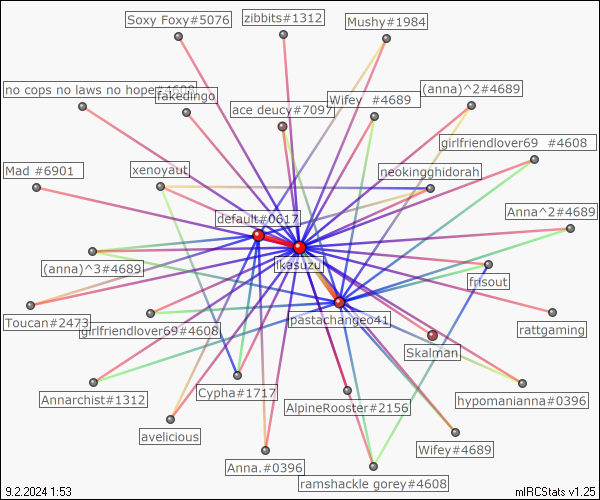 Soxy Foxy#5076
zibbits#1312
Mushy#1984
no cops no laws no hope#4608
fakedingo
ace deucy#7097
Wifey  #4689
(anna)^2#4689
girlfriendlover69  #4608
Mad #6901
xenoyaut
neokingghidorah
default#0617
Anna^2#4689
(anna)^3#4689
ikasuzu
frisout
Toucan#2473
girlfriendlover69#4608
pastachangeo41
rattgaming
Skalman
Annarchist#1312
Cypha#1717
AlpineRooster#2156
hypomanianna#0396
avelicious
Wifey#4689
Anna.#0396
ramshackle gorey#4608
9.2.2024 1:53
mIRCStats v1.25